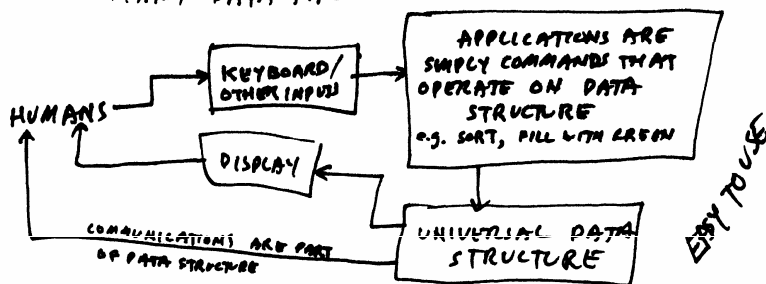 KEYBOARD/
OTHER INPUTS
APPLICATIONS ARE
SIMPLY COMMANDS THAT
OPERATE ON DATA
STRUCTURE
e.g. SORT, FILL WITH GREEN
HUMANS
DISPLAY
EASY TO USE
COMMUNICATIONS ARE PART
OF DATA STRUCTURE
UNIVERSAL DATA
STRUCTURE